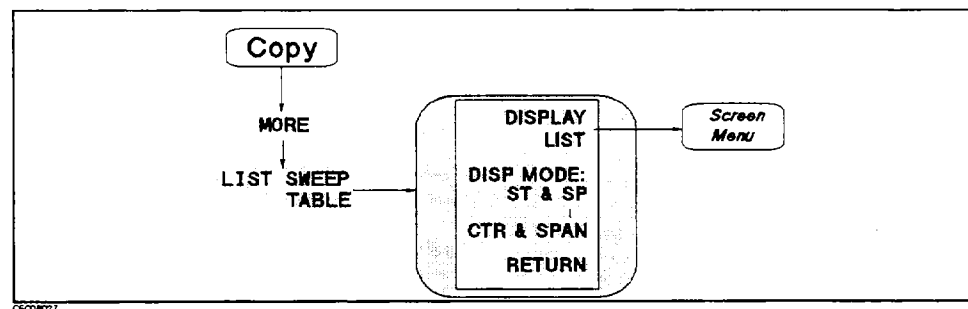 Copy
MORE
LIST SWEEP
TABLE
DISPLAY
LIST
DISP MODE:
ST & SP
CTR & SPAN
RETURN
Screen
Menu